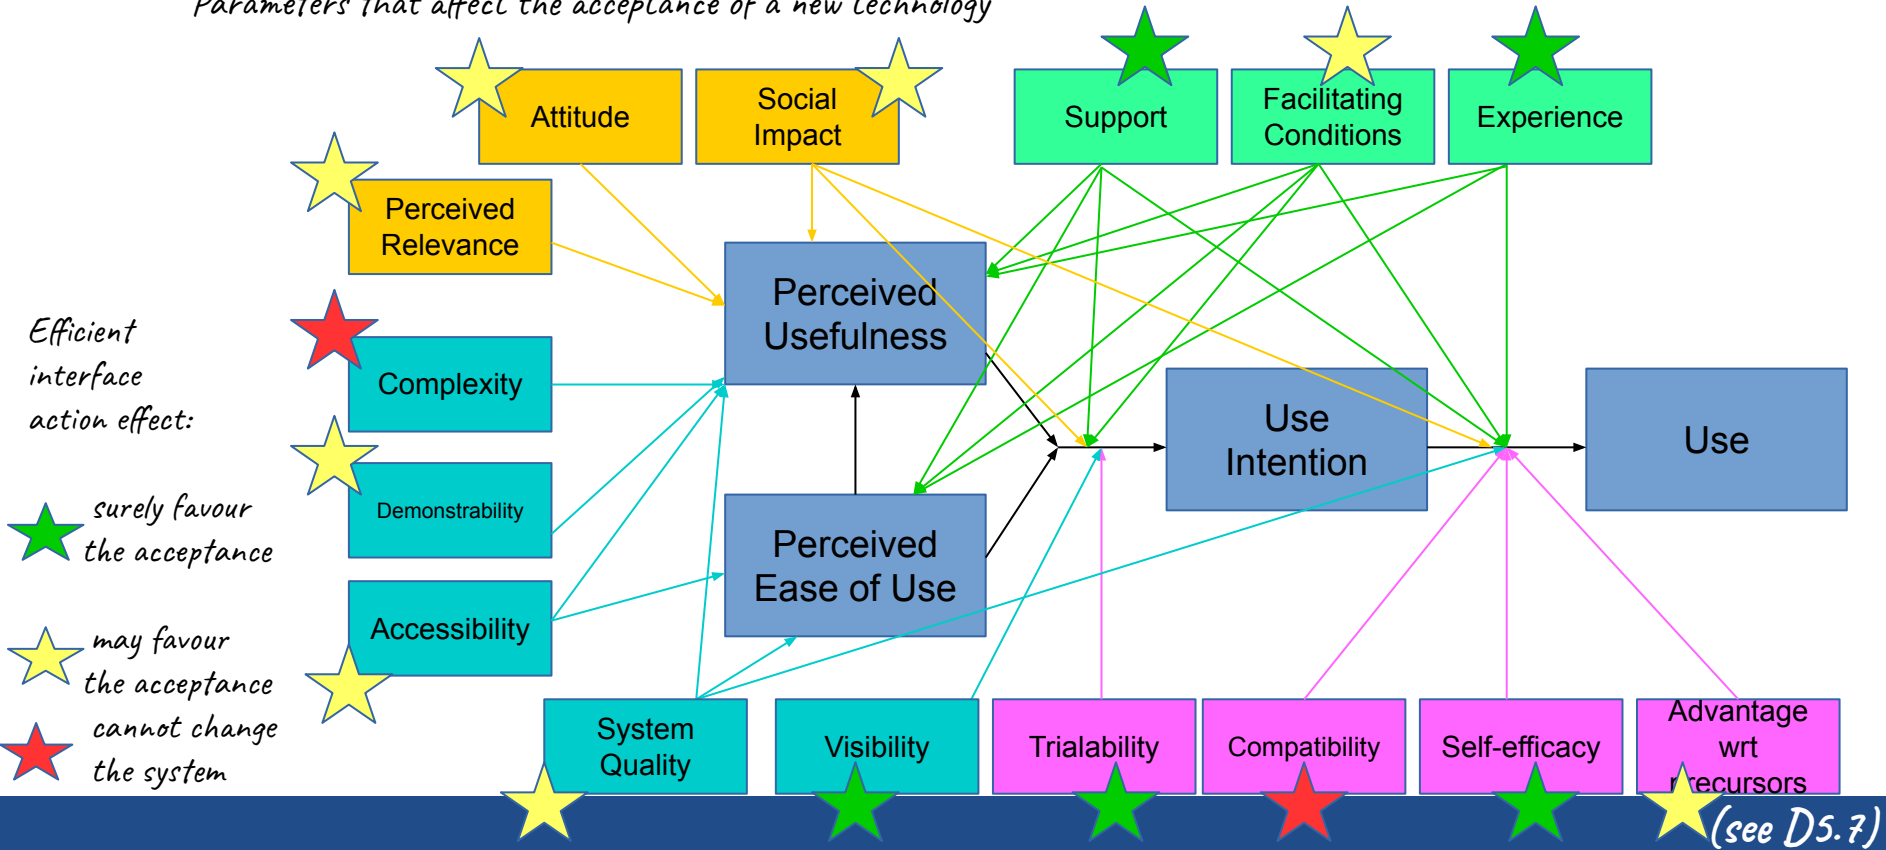 Parameters that affect the acceptance of a new technology
Attitude
Social
Impact
Support
Facilitating
Conditions
Experience
Perceived
Relevance
Perceived
Usefulness
Efficient
interface
action effect:
Complexity
Use
Intention
Use
Demonstrability
surely favour
the acceptance
Perceived
Ease of Use
Accessibility
may favour
the acceptance
cannot change
the system
System
Quality
Visibility
Trialability
Compatibility
Self-efficacy
Advantage
wrt
precursors
(see D5.7)